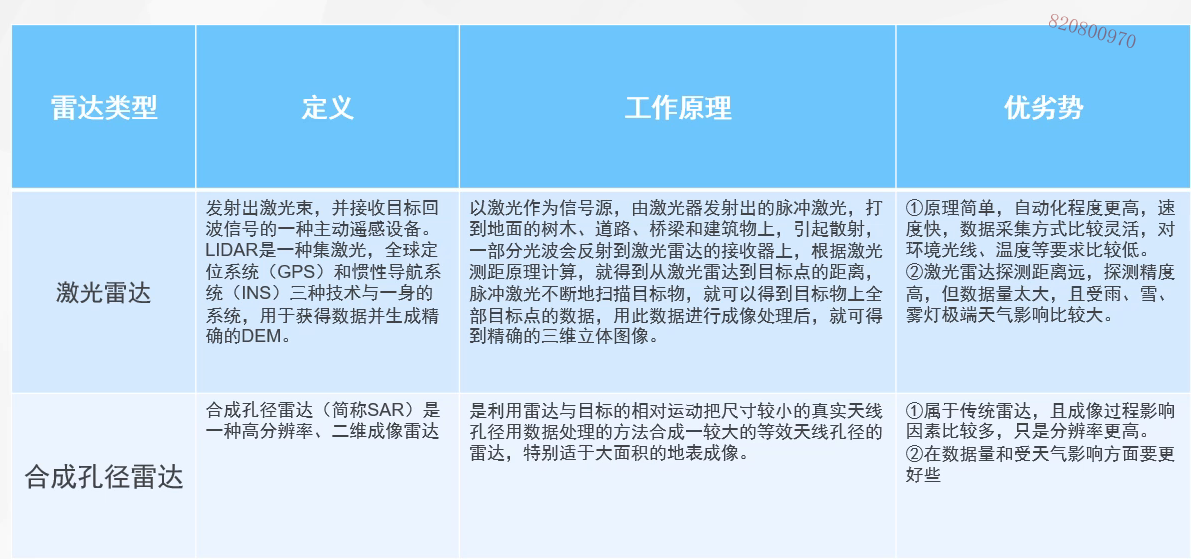 820800970
雷达类型
定义
工作原理
优劣势
激光雷达
发射出激光束，并接收目标回
波信号的一种主动遥感设备。
LIDAR是一种集激光，全球定
位系统（GPS）和惯性导航系
统（INS）三种技术与一身的
系统，用于获得数据并生成精
确的DEM。
以激光作为信号源，由激光器发射出的脉冲激光，打
到地面的树木、道路、桥梁和建筑物上，引起散射，
一部分光波会反射到激光雷达的接收器上，根据激光
测距原理计算，就得到从激光雷达到目标点的距离，
脉冲激光不断地扫描目标物，就可以得到目标物上全
部目标点的数据，用此数据进行成像处理后，就可得
到精确的三维立体图像。
①原理简单，自动化程度更高，速
度快，数据采集方式比较灵活，对
环境光线、温度等要求比较低。
②激光雷达探测距离远，探测精度
高，但数据量太大，且受雨、雪、
雾灯极端天气影响比较大。
合成孔径雷达
合成孔径雷达（简称SAR）是
一种高分辨率、二维成像雷达
是利用雷达与目标的相对运动把尺寸较小的真实天线
孔径用数据处理的方法合成一较大的等效天线孔径的
雷达，特别适于大面积的地表成像。
①属于传统雷达，且成像过程影响
因素比较多，只是分辨率更高。
②在数据量和受天气影响方面要更
好些